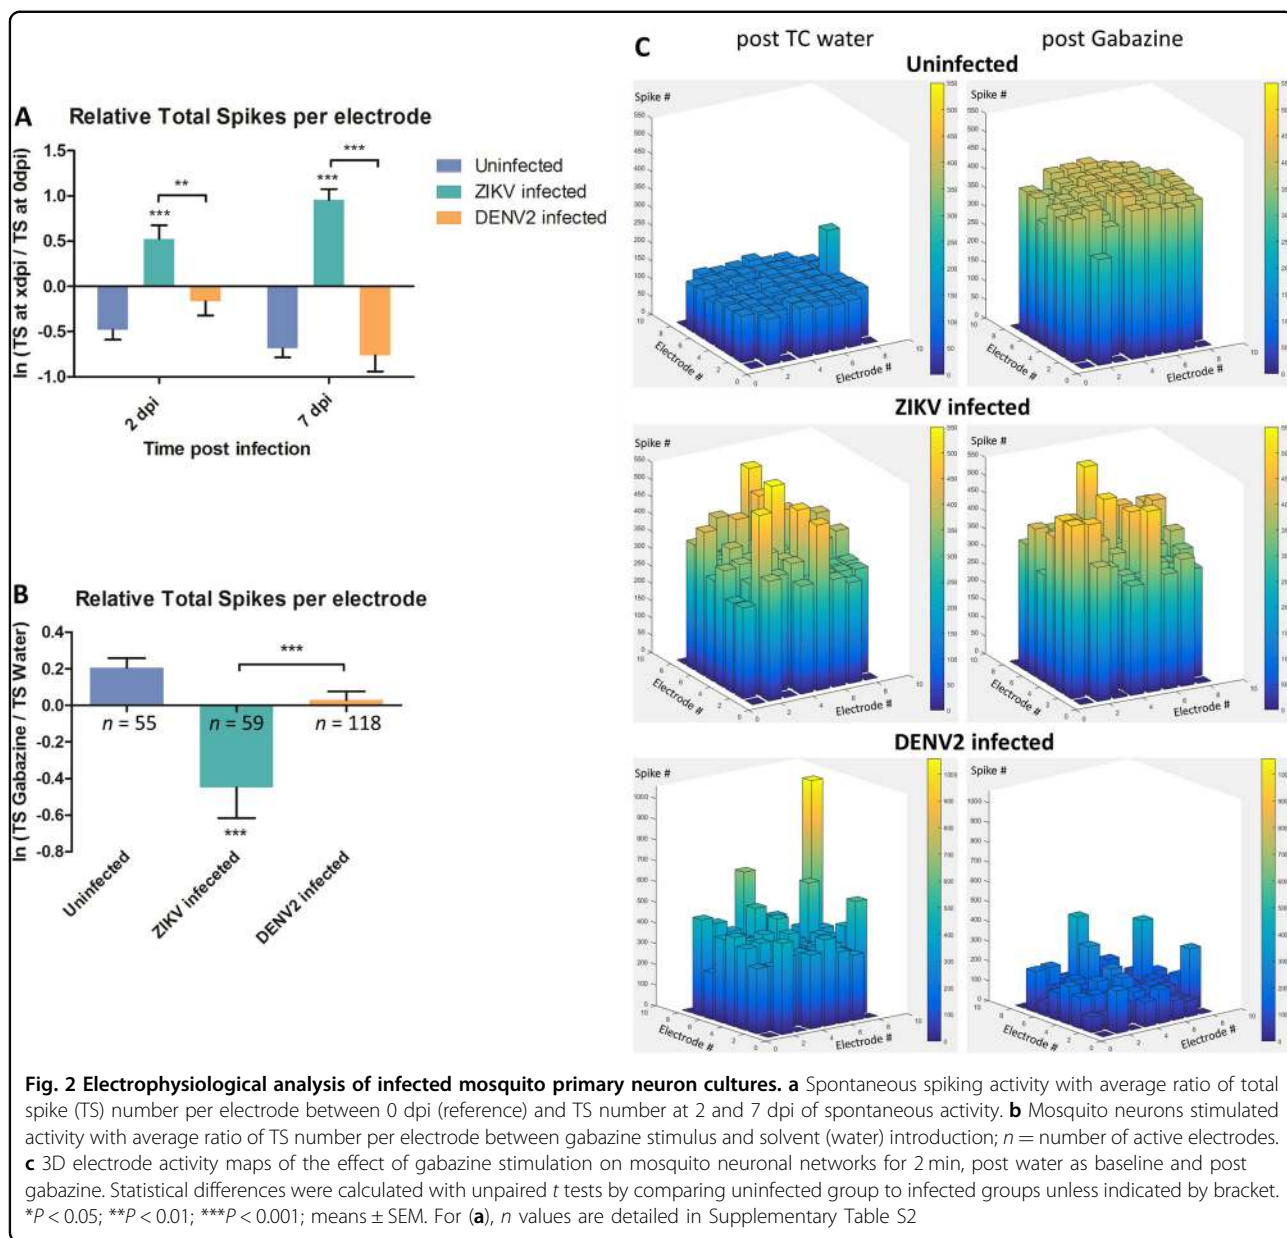 A
Relative Total Spikes per electrode
ln (TS at xdpi / TS at 0dpi)
1.5
1.0
0.5
0.0
-0.5
-1.0
***
**
***
***
Uninfected
ZIKV infected
DENV2 infected
2 dpi
7 dpi
Time post infection
B
Relative Total Spikes per electrode
ln (TS Gabazine / TS Water)
0.4
0.2
0.0
-0.2
-0.4
-0.6
-0.8
***
n = 55
n = 59
n = 118
***
Uninfected
ZIKV infeceted
DENV2 infected
C
post TC water
post Gabazine
Uninfected
Spike #
Electrode #
Electrode #
Spike #
Electrode #
Electrode #
ZIKV infected
Spike #
Electrode #
Electrode #
Spike #
Electrode #
Electrode #
DENV2 infected
Spike #
Electrode #
Electrode #
Spike #
Electrode #
Electrode #
Fig. 2 Electrophysiological analysis of infected mosquito primary neuron cultures. a Spontaneous spiking activity with average ratio of total
spike (TS) number per electrode between 0 dpi (reference) and TS number at 2 and 7 dpi of spontaneous activity. b Mosquito neurons stimulated
activity with average ratio of TS number per electrode between gabazine stimulus and solvent (water) introduction; n = number of active electrodes.
c 3D electrode activity maps of the effect of gabazine stimulation on mosquito neuronal networks for 2 min, post water as baseline and post
gabazine. Statistical differences were calculated with unpaired t tests by comparing uninfected group to infected groups unless indicated by bracket.
*P < 0.05; **P < 0.01; ***P < 0.001; means ± SEM. For (a), n values are detailed in Supplementary Table S2